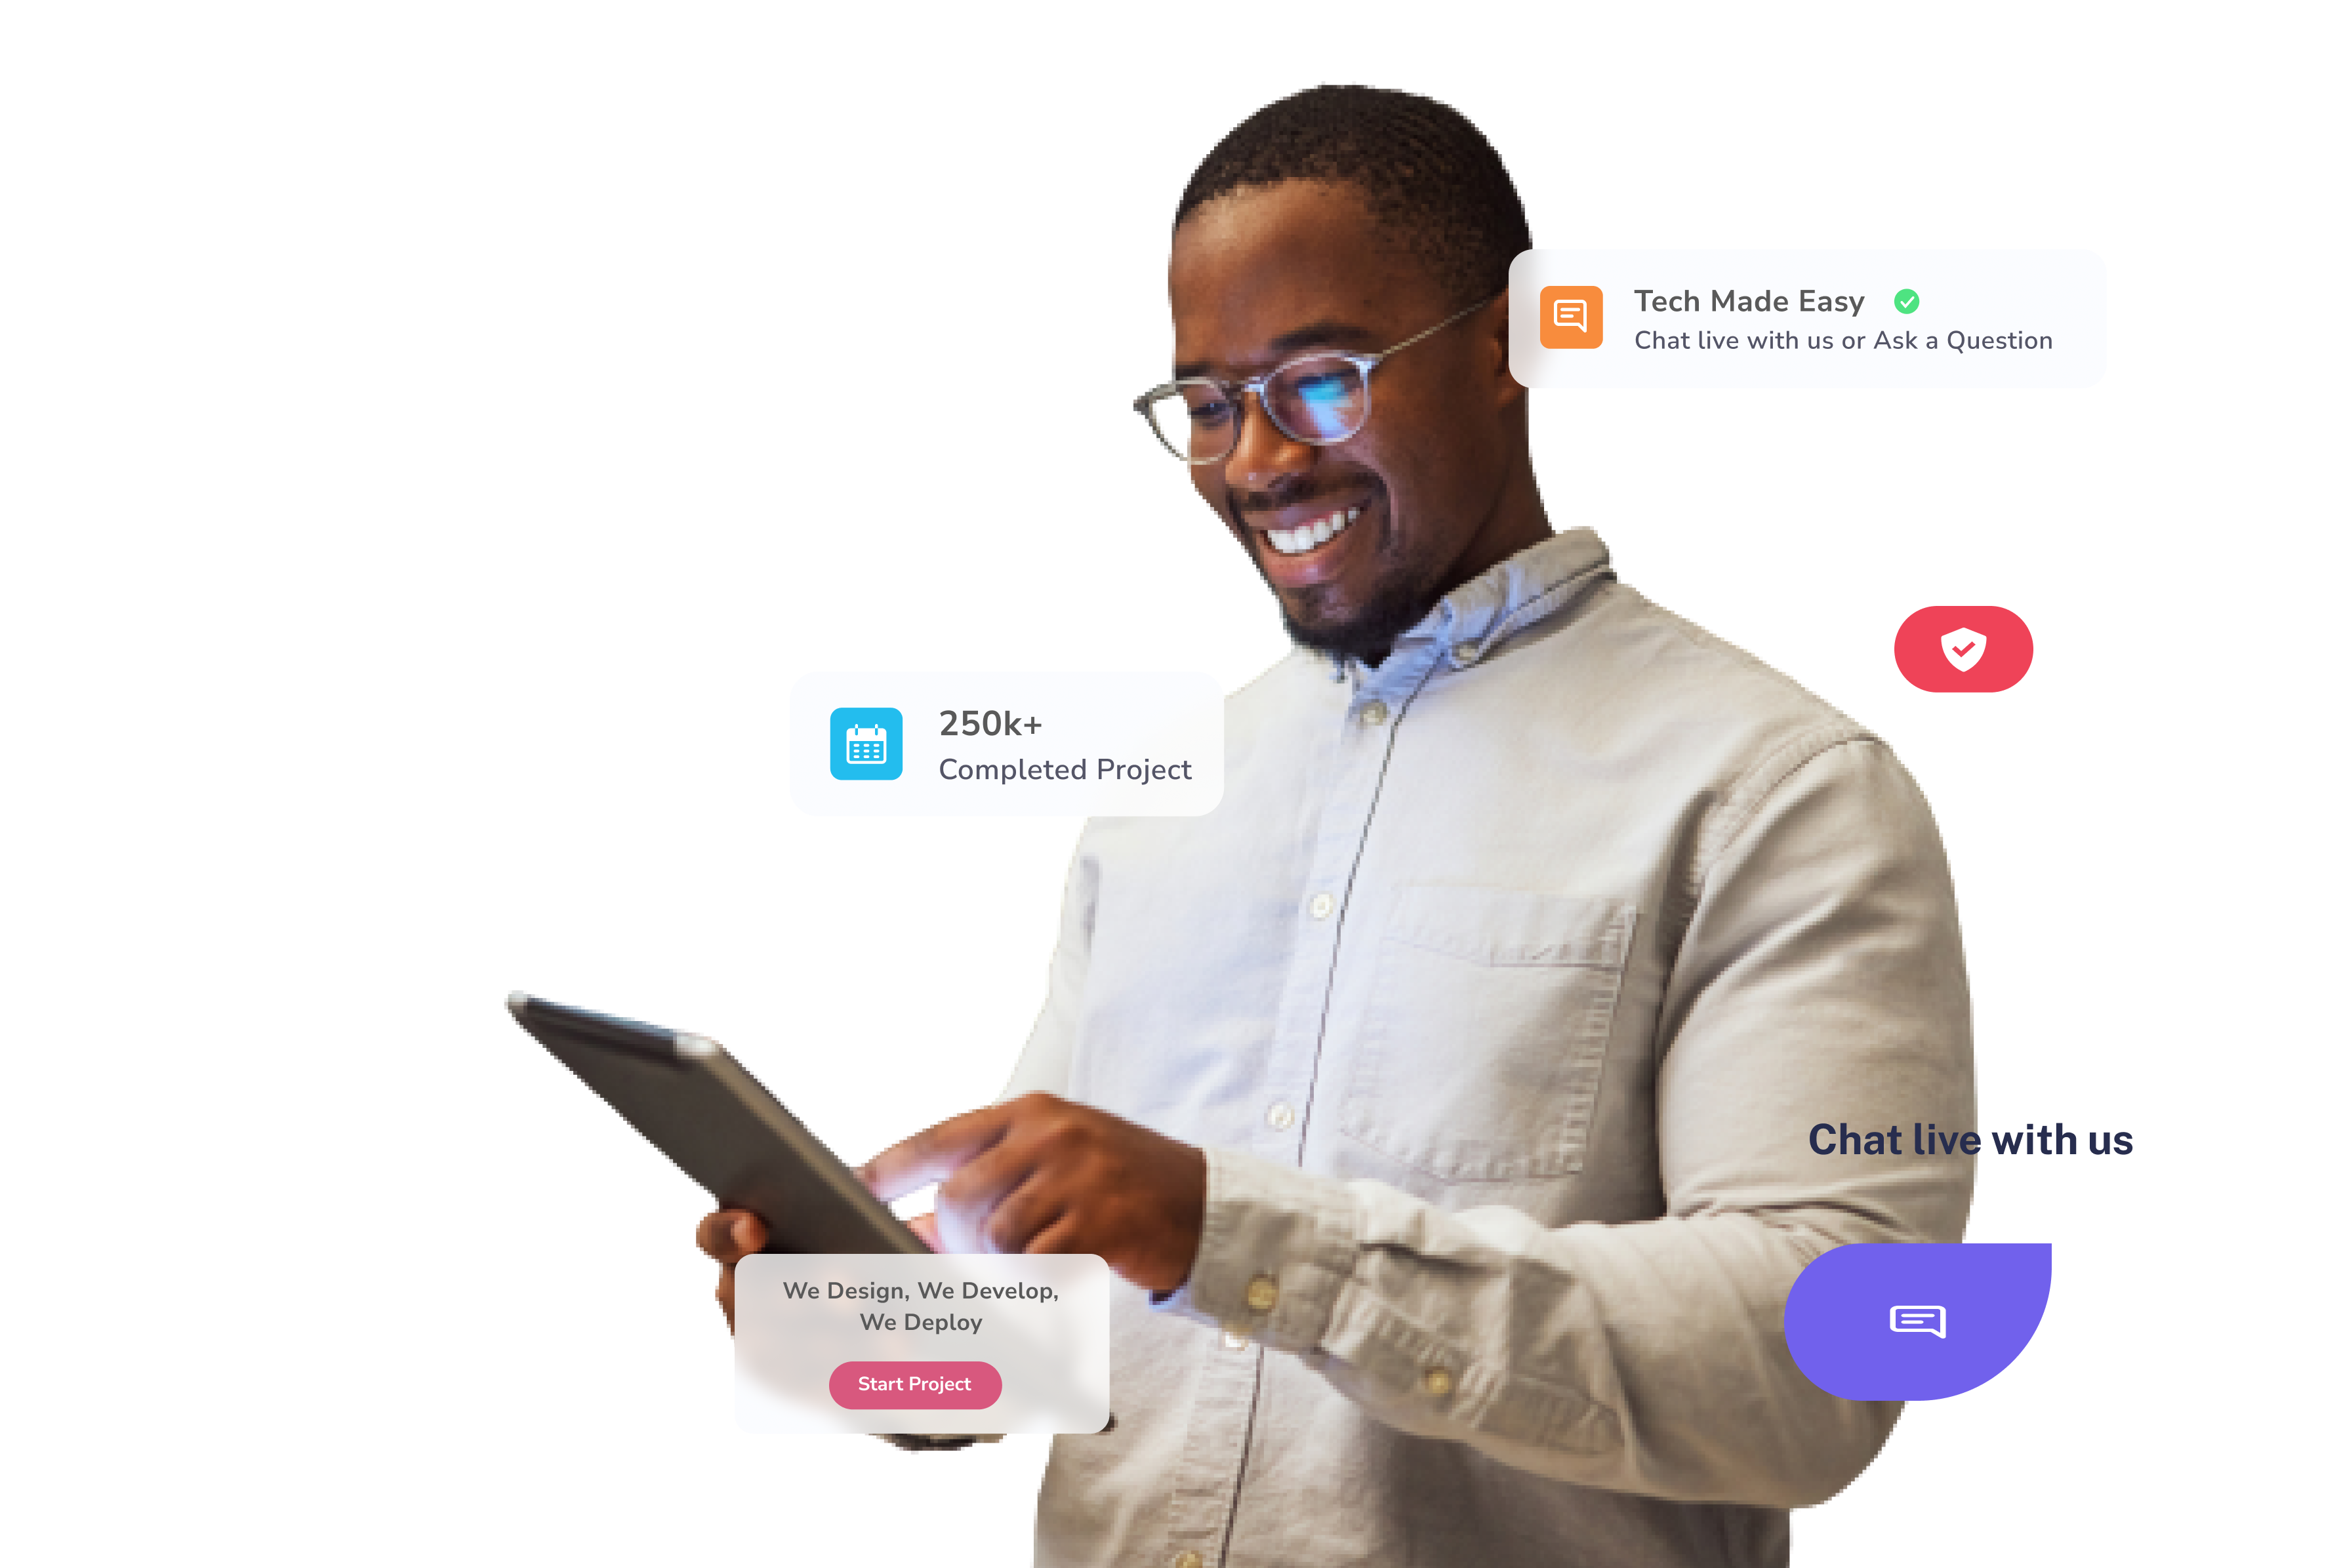 Tech Made Easy
Chat live with us or Ask a Question
250k+
Completed Project
Chat live with us
We Design, We Develop,
We Deploy
Start Project